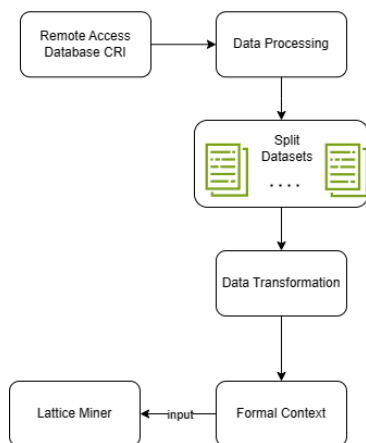 Remote Access
Database CRI
Data Processing
Split
Datasets
....
Data Transformation
Lattice Miner
input
Formal Context